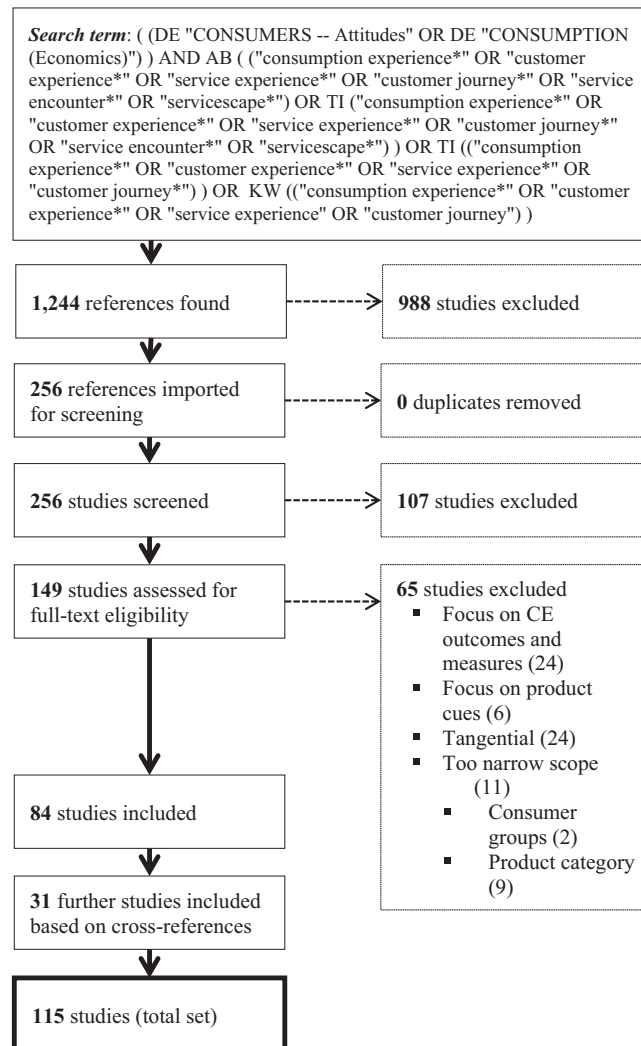 Search term: ( (DE "CONSUMERS -- Attitudes" OR DE "CONSUMPTION
(Economics)") ) AND AB ( ("consumption experience*" OR "customer
experience*" OR "service experience*" OR "customer journey*" OR "service
encounter*" OR "servicescape*") OR TI ("consumption experience*" OR
"customer experience*" OR "service experience*" OR "customer journey*"
OR "service encounter*" OR "servicescape*") ) OR TI (("consumption
experience*" OR "customer experience*" OR "service experience*" OR
"customer journey*") ) OR  KW (("consumption experience*" OR "customer
experience*" OR "service experience" OR "customer journey") )
1,244 references found
988 studies excluded
256 references imported
for screening
0 duplicates removed
256 studies screened
107 studies excluded
149 studies assessed for
full-text eligibility
65 studies excluded
▪ Focus on CE
outcomes and
measures (24)
▪ Focus on product
cues (6)
▪ Tangential (24)
▪ Too narrow scope
(11)
▪ Consumer
groups (2)
▪ Product category
(9)
84 studies included
31 further studies included
based on cross-references
115 studies (total set)